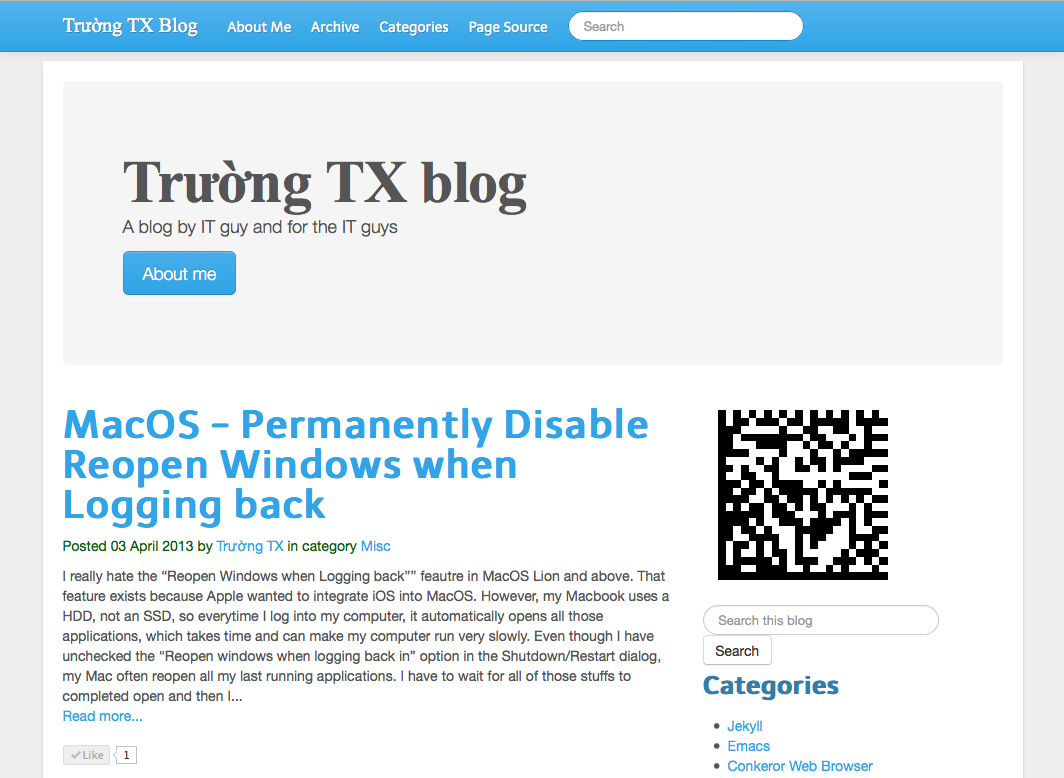 Trường TX Blog About Me Archive Categories Page Source Search
Trường TX blog
A blog by IT guy and for the IT guys
About me
MacOS - Permanently Disable
Reopen Windows when
Logging back
Posted 03 April 2013 by Trường TX in category Misc
I really hate the “Reopen Windows when Logging back”” feautre in MacOS Lion and above. That
feature exists because Apple wanted to integrate iOS into MacOS. However, my Macbook uses a
HDD, not an SSD, so everytime I log into my computer, it automatically opens all those
applications, which takes time and can make my computer run very slowly. Even though I have
unchecked the “Reopen windows when logging back in” option in the Shutdown/Restart dialog,
my Mac often reopen all my last running applications. I have to wait for all of those stuffs to
completed open and then I...
Read more...
Like 1
Search this blog
Search
Categories
Jekyll
Emacs
Conkeror Web Browser